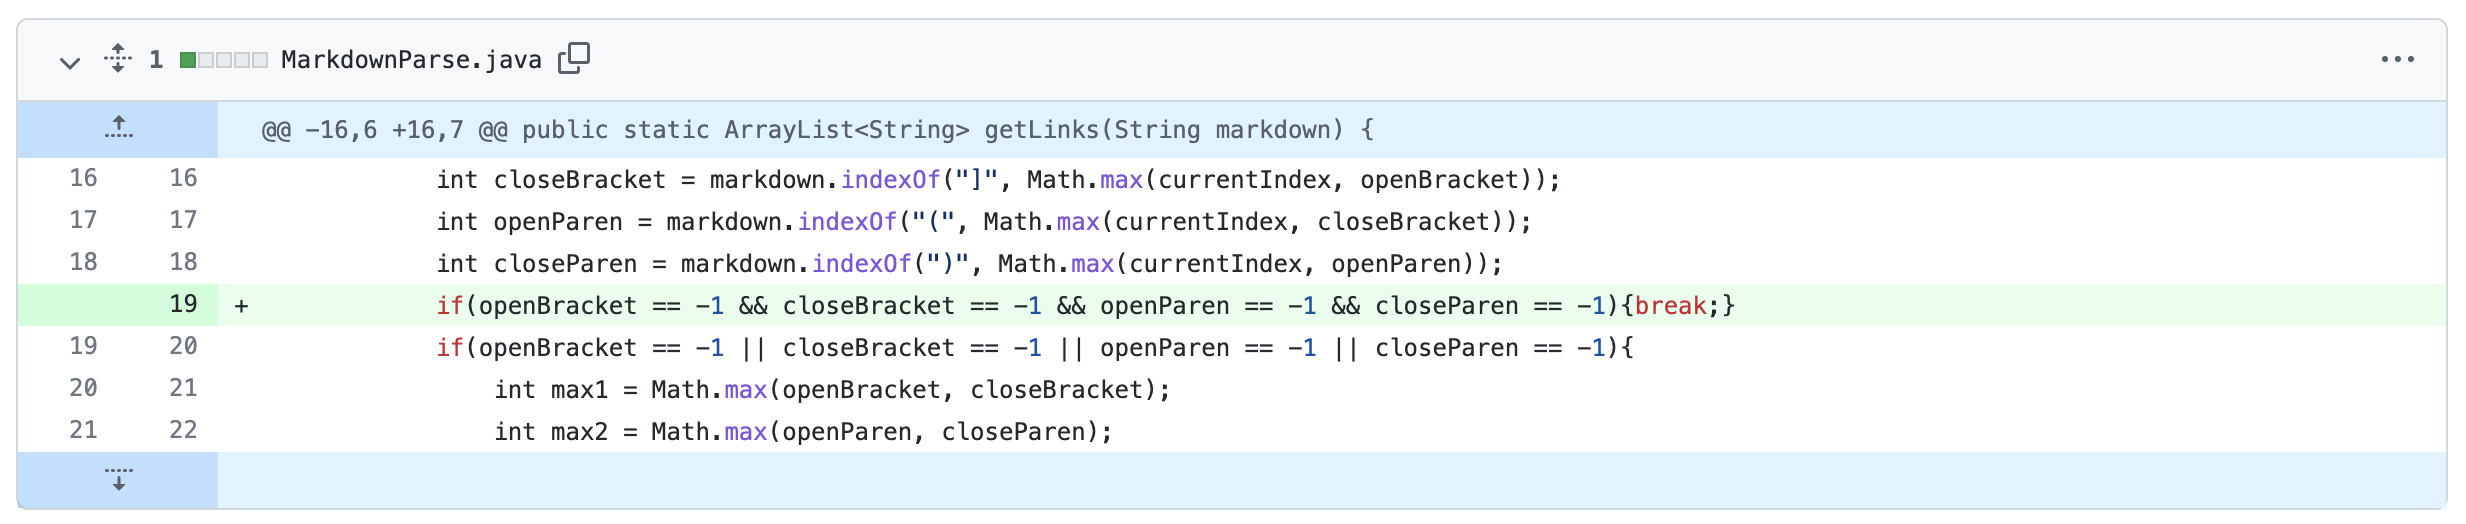 1 MarkdownParse.java
@@ -16,6 +16,7 @@ public static ArrayList<String> getLinks(String markdown) {
16 16 int closeBracket = markdown.indexOf("]", Math.max(currentIndex, openBracket));
17 17 int openParen = markdown.indexOf("(", Math.max(currentIndex, closeBracket));
18 18 int closeParen = markdown.indexOf(")", Math.max(currentIndex, openParen));
19 + if(openBracket == -1 && closeBracket == -1 && openParen == -1 && closeParen == -1){break;}
19 20 if(openBracket == -1 || closeBracket == -1 || openParen == -1 || closeParen == -1){
20 21 int max1 = Math.max(openBracket, closeBracket);
21 22 int max2 = Math.max(openParen, closeParen);